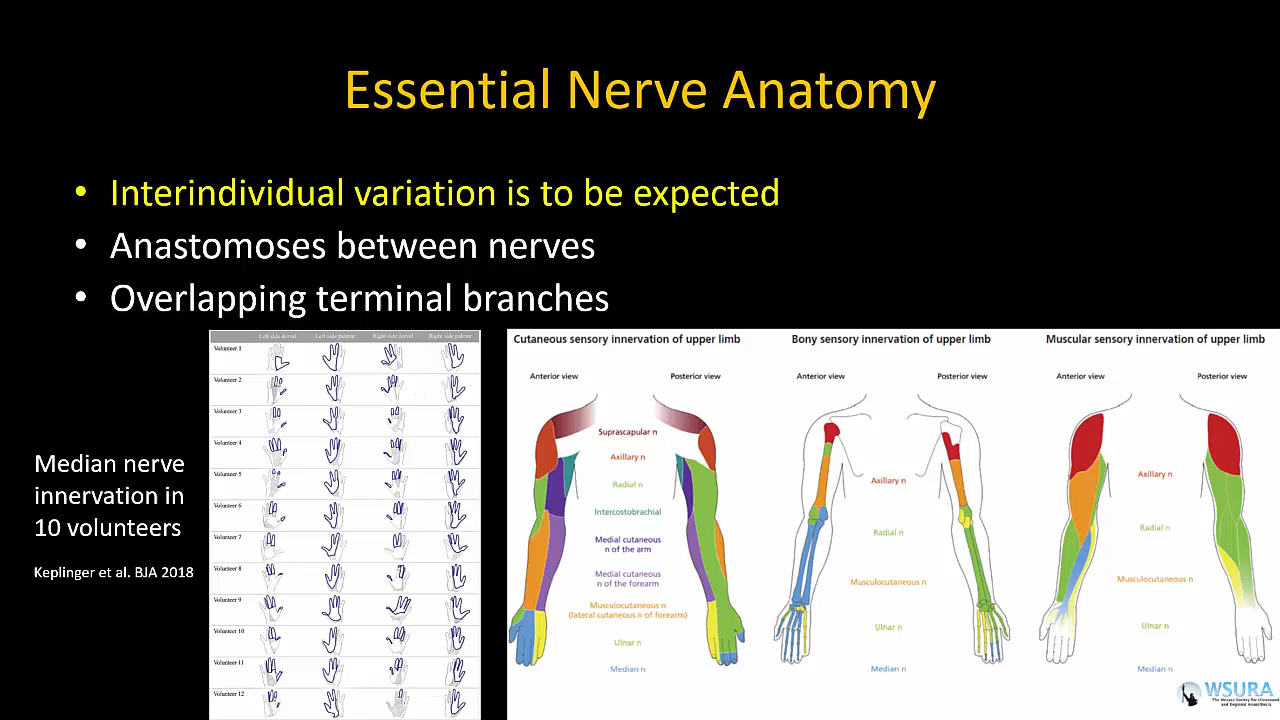 Essential Nerve Anatomy
• Interindividual variation is to be expected
• Anastomoses between nerves
• Overlapping terminal branches
Median nerve
innervation in
10 volunteers
Keplinger et al. BJA 2018
Left side dorsal Left side palmar Right side dorsal Right side palmar
Volunteer 1
Volunteer 2
Volunteer 3
Volunteer 4
Volunteer 5
Volunteer 6
Volunteer 7
Volunteer 8
Volunteer 9
Volunteer 10
Volunteer 11
Volunteer 12
Cutaneous sensory innervation of upper limb
Anterior view Posterior view
Suprascapular n
Axillary n
Radial n
Intercostobrachial
Medial cutaneous
n of the arm
Medial cutaneous
n of the forearm
Musculocutaneous n
(lateral cutaneous n of forearm)
Ulnar n
Median n
Bony sensory innervation of upper limb
Anterior view Posterior view
Axillary n
Radial n
Musculocutaneous n
Ulnar n
Median n
Muscular sensory innervation of upper limb
Anterior view Posterior view
Axillary n
Radial n
Musculocutaneous n
Ulnar n
Median n
WSURA
The Wessex Society for Ultrasound
and Regional Anaesthesia